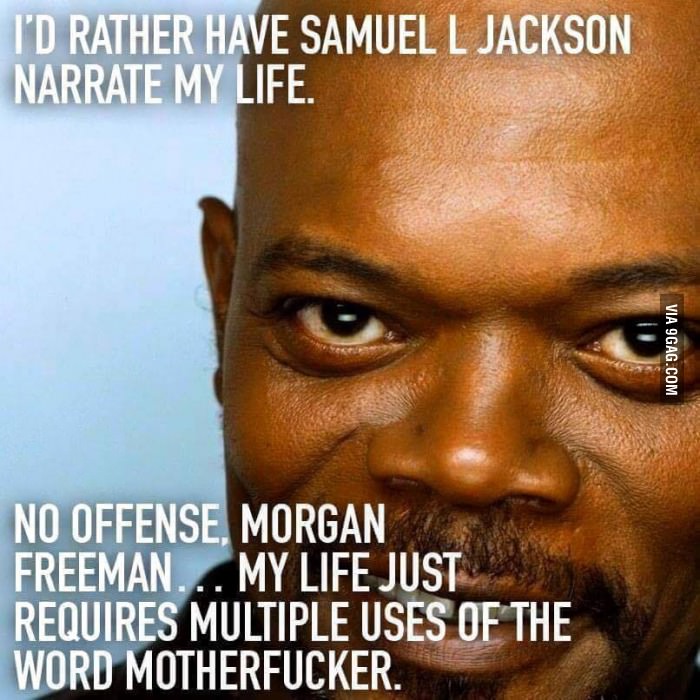 I'D RATHER HAVE SAMUEL L JACKSON
NARRATE MY LIFE.
VIA 9GAG.COM
NO OFFENSE, MORGAN
FREEMAN... MY LIFE JUST
REQUIRES MULTIPLE USES OF THE
WORD MOTHERFUCKER.